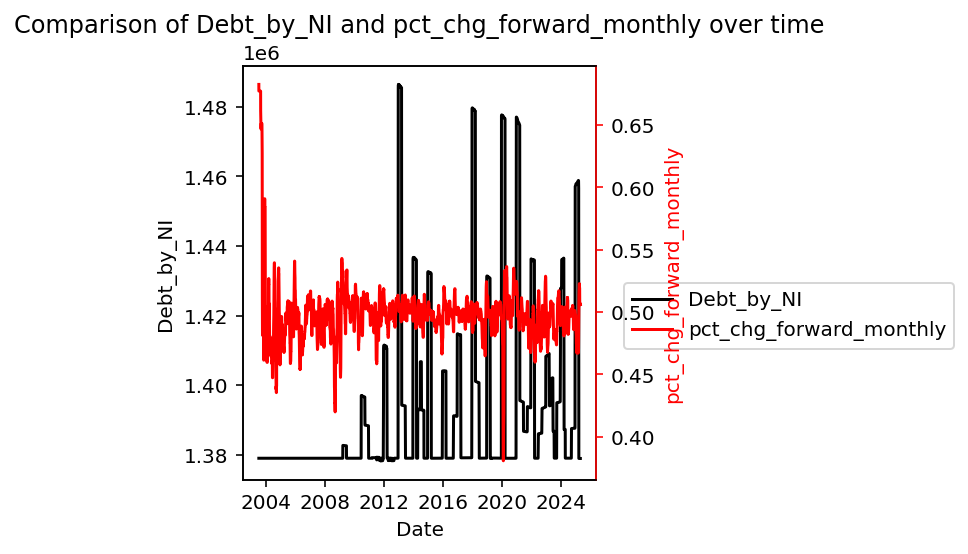 Comparison of Debt_by_NI and pct_chg_forward_monthly over time
1e6
1.48
1.46
1.44
1.42
1.40
1.38
Debt_by_NI
0.65
0.60
0.55
0.50
0.45
0.40
pct_chg_forward_monthly
Debt_by_NI
pct_chg_forward_monthly
2004 2008 2012 2016 2020 2024
Date